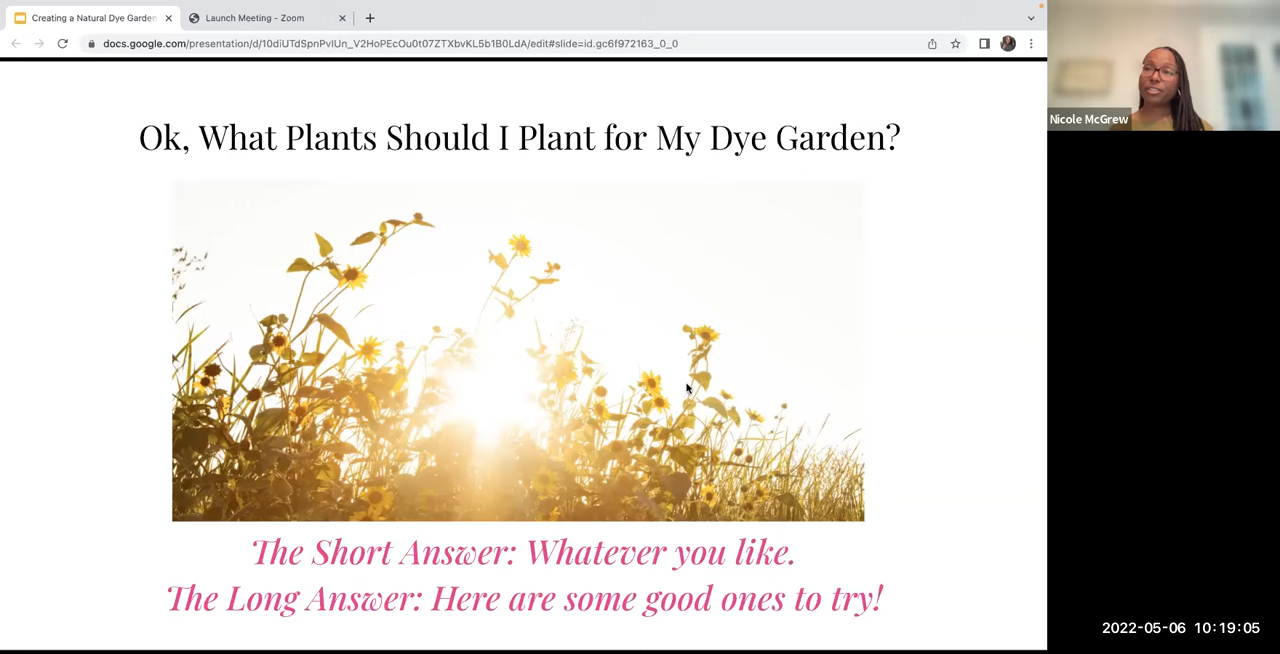 Creating a Natural Dye Garden
Launch Meeting - Zoom
docs.google.com/presentation/d/10diUTdSpnPvIUn_V2HoPEcOu0t07ZTXbvKL5b1B0LdA/edit#slide=id.gc6f972163_0_0
Nicole McGrew
Ok, What Plants Should I Plant for My Dye Garden?
The Short Answer: Whatever you like.
The Long Answer: Here are some good ones to try!
2022-05-06 10:19:05